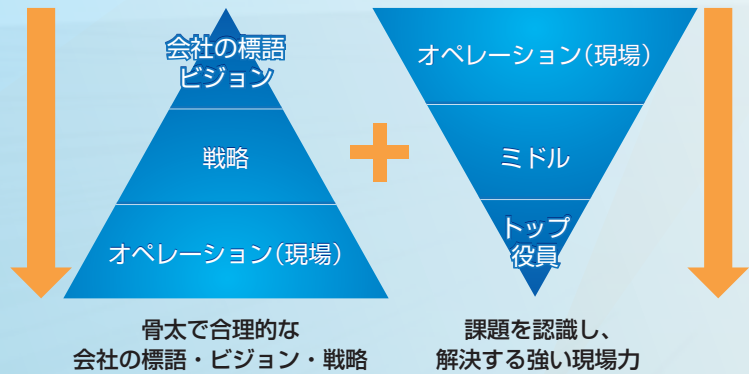 会社の標語
ビジョン
戦略
オペレーション(現場)
骨太で合理的な
会社の標語・ビジョン・戦略
オペレーション(現場)
ミドル
トップ
役員
課題を認識し、
解決する強い現場力